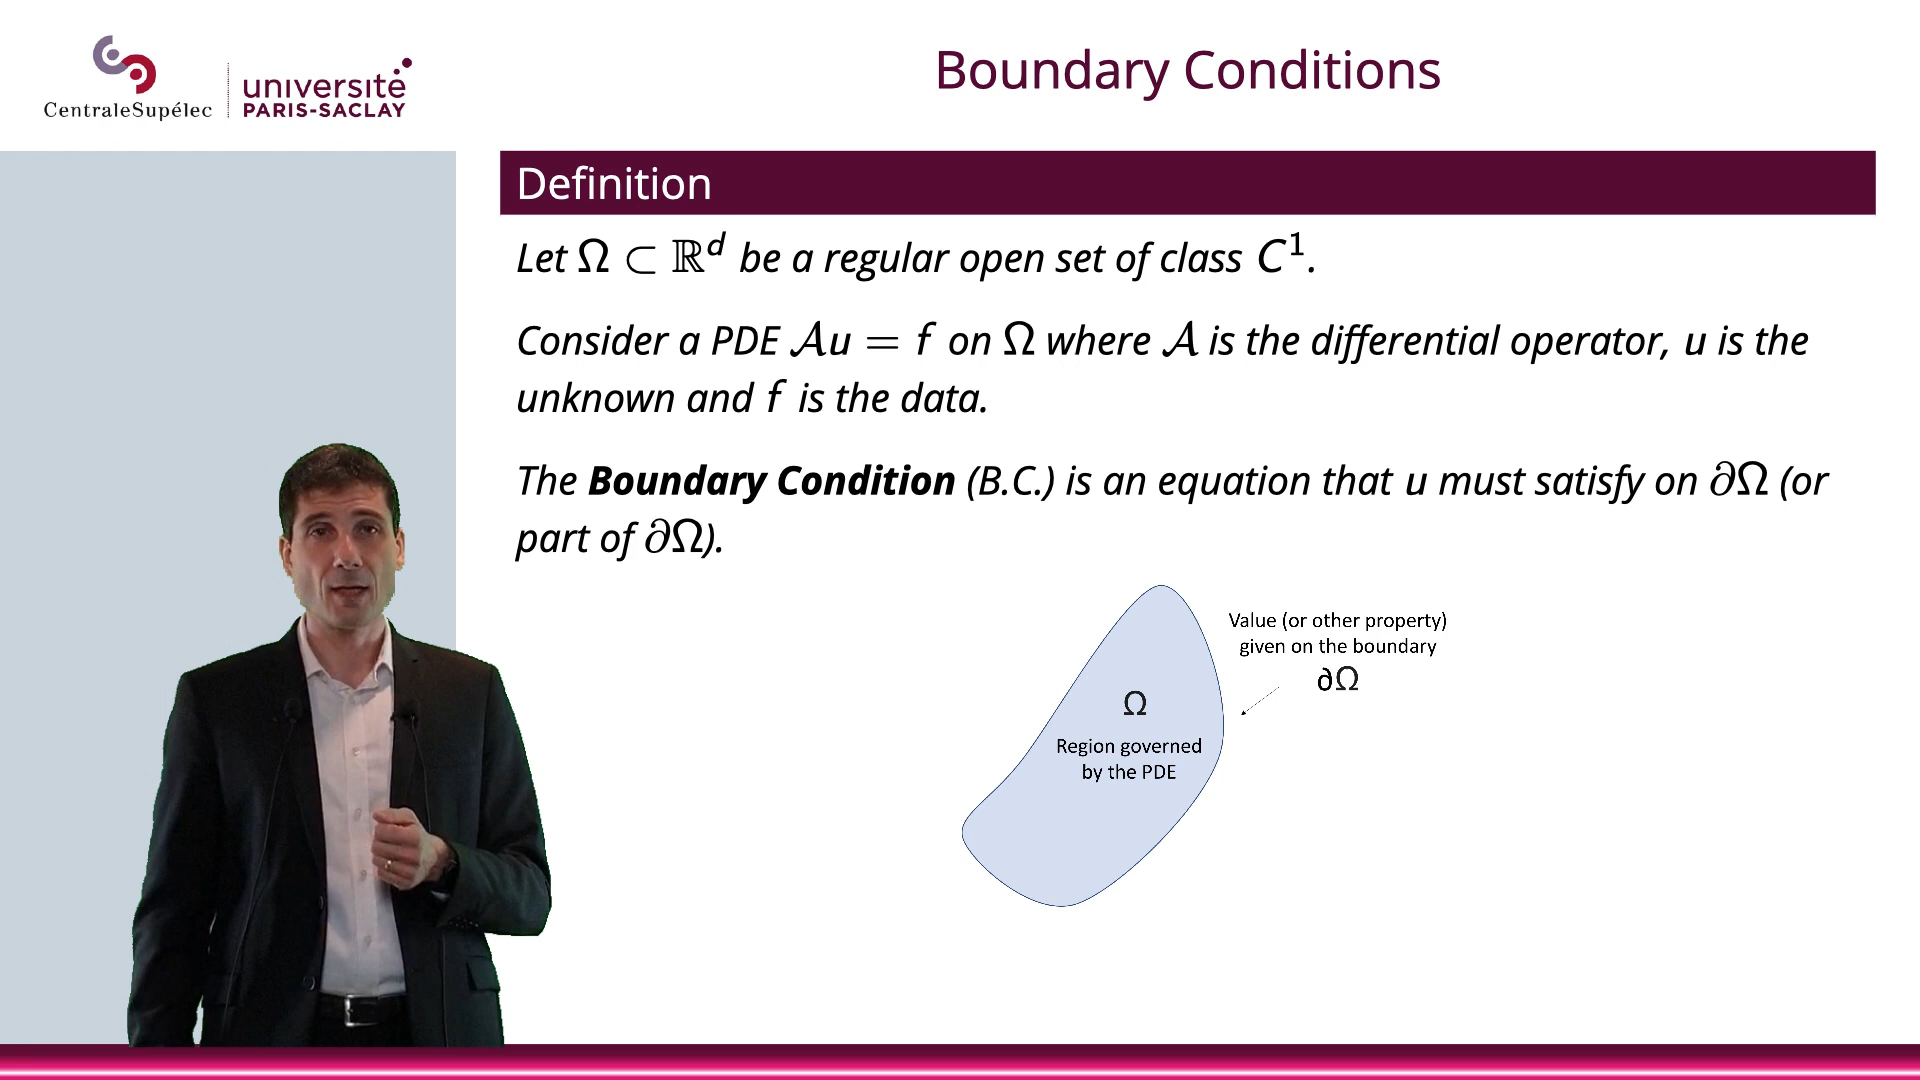 CentraleSupélec
université
PARIS-SACLAY
Boundary Conditions
Definition
Let Ω ⊂ ℝᵈ be a regular open set of class C¹.
Consider a PDE 𝒜u = f on Ω where 𝒜 is the differential operator, u is the
unknown and f is the data.
The Boundary Condition (B.C.) is an equation that u must satisfy on ∂Ω (or
part of ∂Ω).
Value (or other property)
given on the boundary
∂Ω
Ω
Region governed
by the PDE